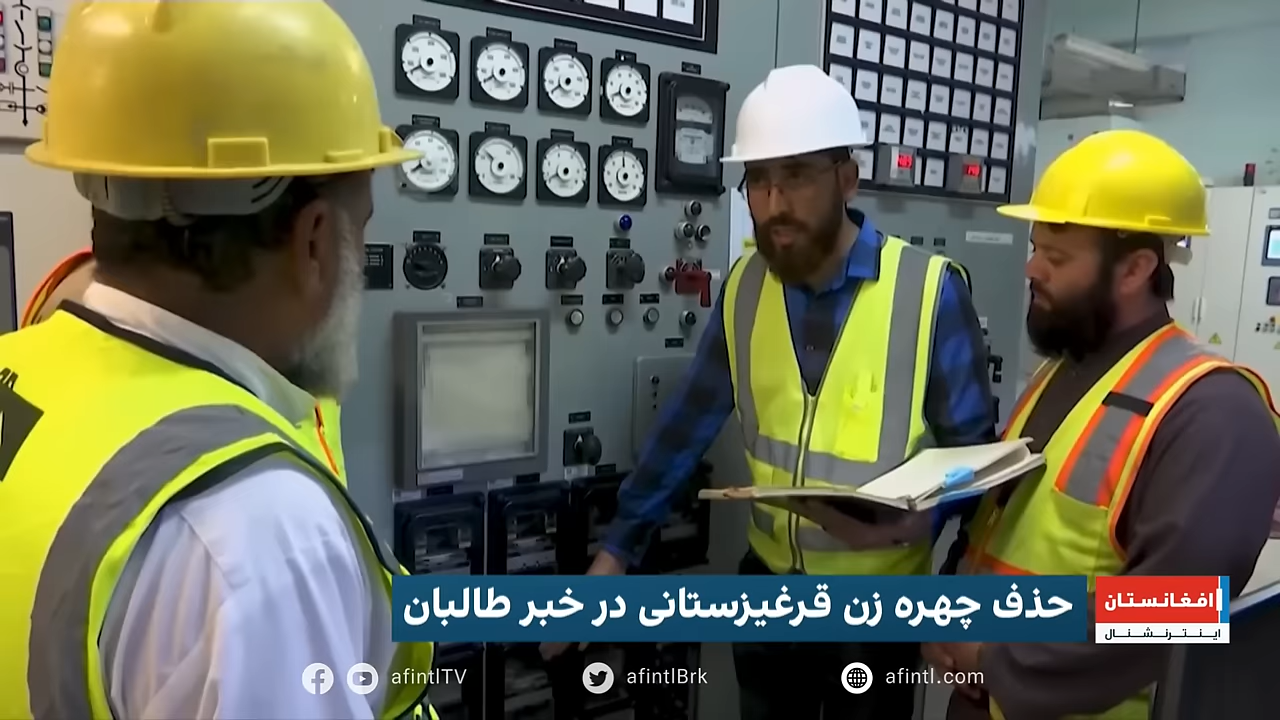 حذف چهره زن قرغیزستانی در خبر طالبان
افغانستان
اینترنشنال
afintlTV
afintlBrk
afintl.com